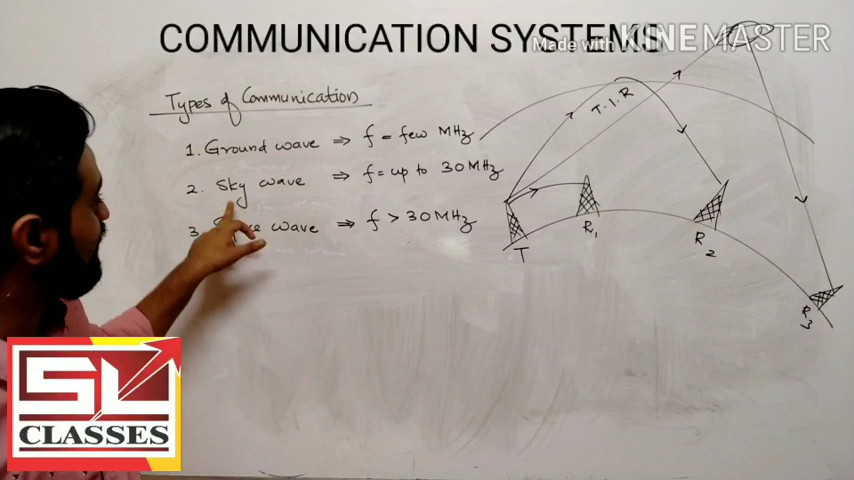 COMMUNICATION SYSTEMS
Made with KINEMASTER
Types of Communication
1. Ground wave ⇒ f = few MHz
2. Sky wave ⇒ f = up to 30 MHz
3. wave ⇒ f > 30 MHz
T.I.R
T
R1
R2
R3
SL
CLASSES